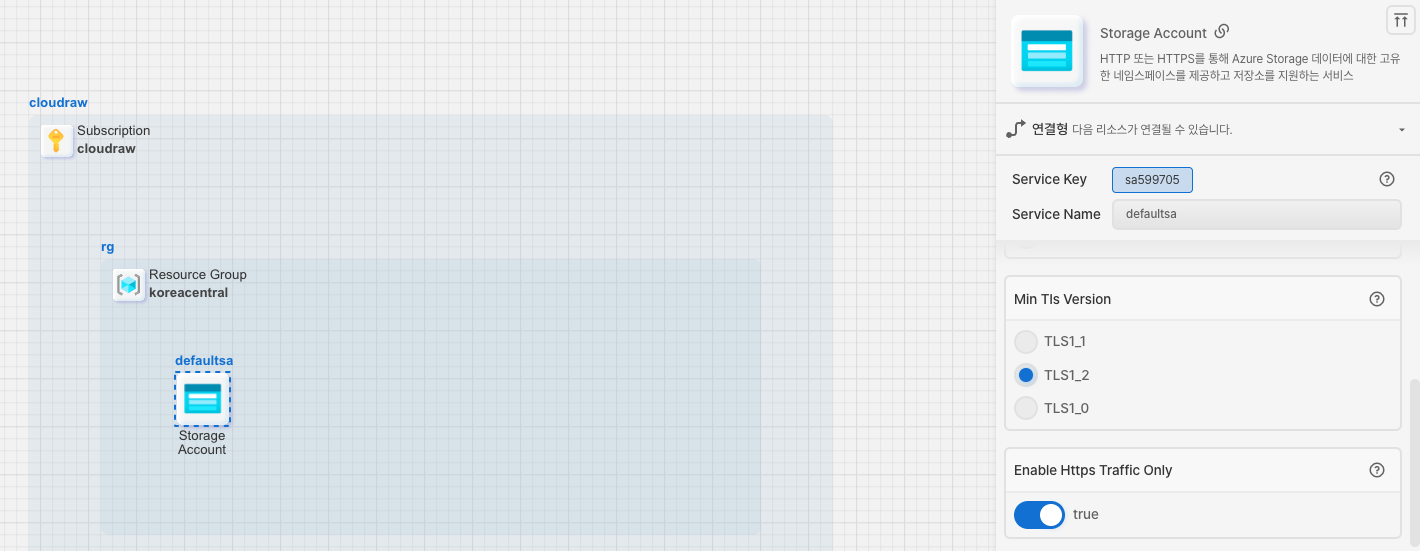 cloudraw
Subscription
cloudraw
rg
Resource Group
koreacentral
defaultsa
Storage
Account
Storage Account
HTTP 또는 HTTPS를 통해 Azure Storage 데이터에 대한 고유
한 네임스페이스를 제공하고 저장소를 지원하는 서비스
연결형 다음 리소스가 연결될 수 있습니다.
Service Key sa599705
Service Name defaultsa
Min Tls Version
TLS1_1
TLS1_2
TLS1_0
Enable Https Traffic Only
true